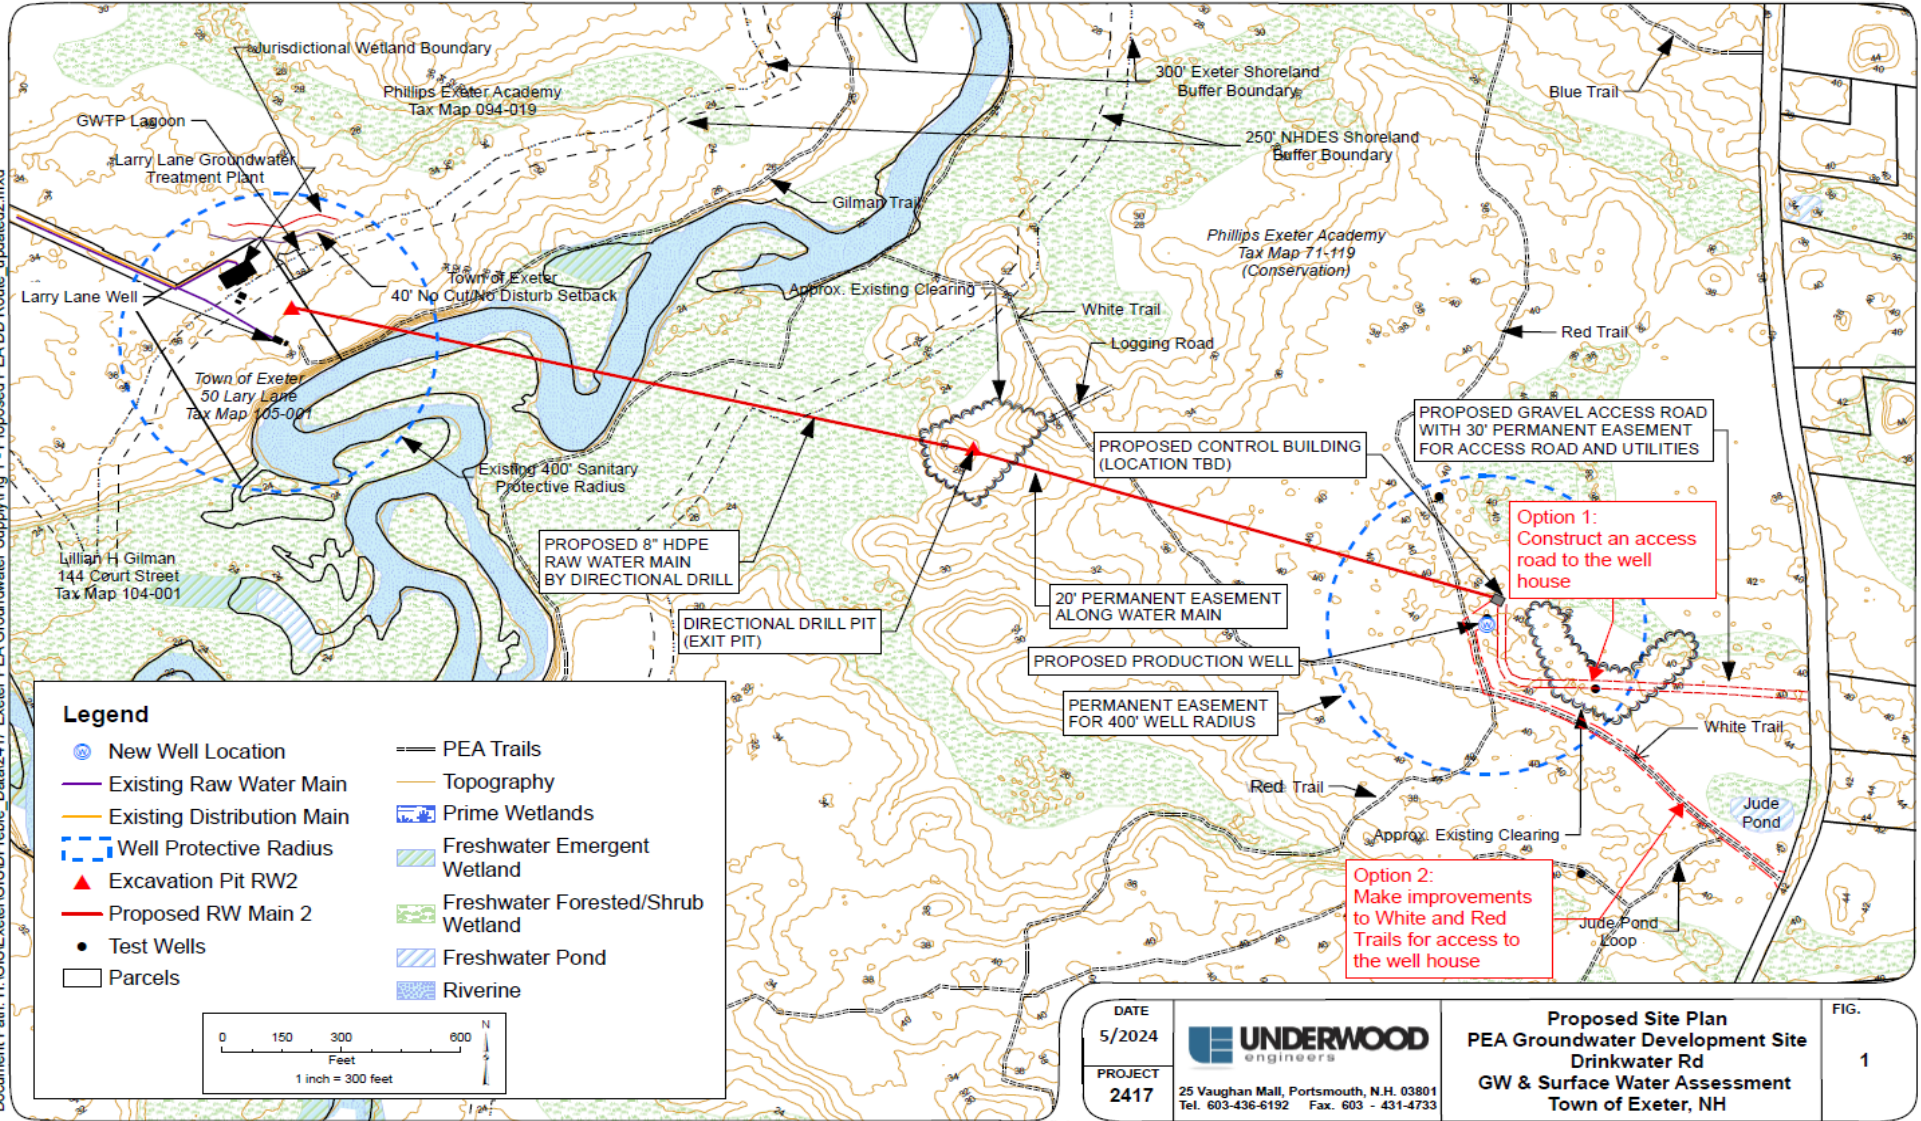 Jurisdictional Wetland Boundary
Phillips Exeter Academy
Tax Map 094-019
GWTP Lagoon
Larry Lane Groundwater
Treatment Plant
300' Exeter Shoreland
Buffer Boundary
250' NHDES Shoreland
Buffer Boundary
Blue Trail
Gilman Trail
Phillips Exeter Academy
Tax Map 71-119
(Conservation)
Larry Lane Well
Town of Exeter
40' No Cut/No Disturb Setback
Approx. Existing Clearing
White Trail
Red Trail
Logging Road
Town of Exeter
50 Lary Lane
Tax Map 105-001
Existing 400' Sanitary
Protective Radius
PROPOSED CONTROL BUILDING
(LOCATION TBD)
PROPOSED GRAVEL ACCESS ROAD
WITH 30' PERMANENT EASEMENT
FOR ACCESS ROAD AND UTILITIES
Option 1:
Construct an access
road to the well
house
Lillian H Gilman
144 Court Street
Tax Map 104-001
PROPOSED 8" HDPE
RAW WATER MAIN
BY DIRECTIONAL DRILL
DIRECTIONAL DRILL PIT
(EXIT PIT)
20' PERMANENT EASEMENT
ALONG WATER MAIN
PROPOSED PRODUCTION WELL
PERMANENT EASEMENT
FOR 400' WELL RADIUS
White Trail
Red Trail
Approx. Existing Clearing
Jude
Pond
Option 2:
Make improvements
to White and Red
Trails for access to
the well house
Jude Pond
Loop
Legend
New Well Location
Existing Raw Water Main
Existing Distribution Main
Well Protective Radius
Excavation Pit RW2
Proposed RW Main 2
Test Wells
Parcels
PEA Trails
Topography
Prime Wetlands
Freshwater Emergent
Wetland
Freshwater Forested/Shrub
Wetland
Freshwater Pond
Riverine
0 150 300 600
Feet
1 inch = 300 feet
N
DATE
5/2024
PROJECT
2417
UNDERWOOD
engineers
25 Vaughan Mall, Portsmouth, N.H. 03801
Tel. 603-436-6192 Fax. 603 - 431-4733
Proposed Site Plan
PEA Groundwater Development Site
Drinkwater Rd
GW & Surface Water Assessment
Town of Exeter, NH
FIG.
1